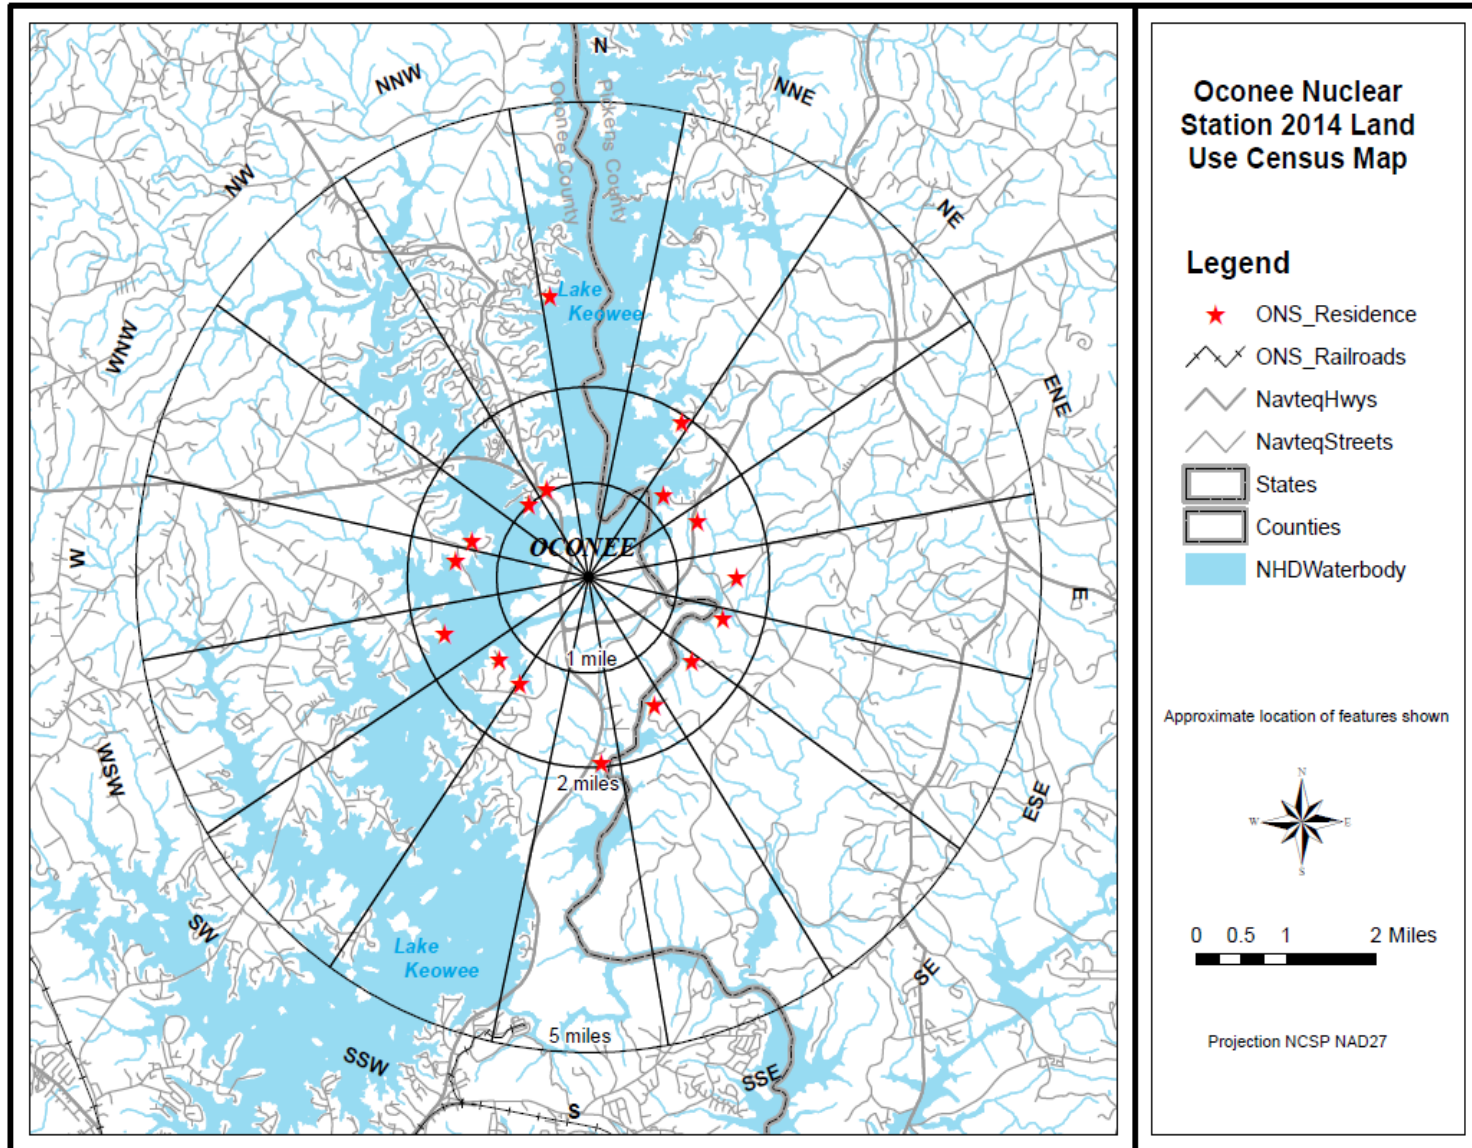 N
NNW
NNE
Oconee County
Pickens County
NW
NE
Lake
Keowee
WNW
ENE
OCONEE
W
E
1 mile
2 miles
WSW
ESE
SW
Lake
Keowee
SE
5 miles
SSW
SSE
S
Oconee Nuclear
Station 2014 Land
Use Census Map
Legend
ONS_Residence
ONS_Railroads
NavteqHwys
NavteqStreets
States
Counties
NHDWaterbody
Approximate location of features shown
N
W
E
S
0 0.5 1 2 Miles
Projection NCSP NAD27